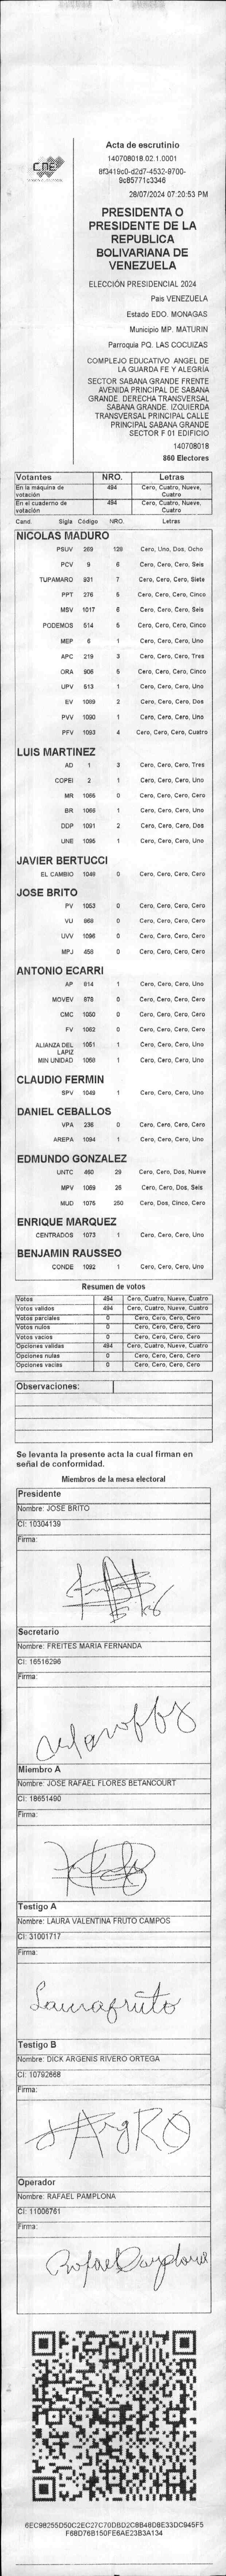 CNE
Acta de escrutinio
140708018.02.1.0001
8f3419c0-d2d7-4532-9700-
9c85771c3346
28/07/2024 07:20:53 PM
PRESIDENTA O
PRESIDENTE DE LA
REPUBLICA
BOLIVARIANA DE
VENEZUELA
ELECCIÓN PRESIDENCIAL 2024
Pais VENEZUELA
Estado EDO. MONAGAS
Municipio MP. MATURIN
Parroquia PQ. LAS COCUIZAS
COMPLEJO EDUCATIVO ANGEL DE
LA GUARDA FE Y ALEGRÍA
SECTOR SABANA GRANDE FRENTE
AVENIDA PRINCIPAL DE SABANA
GRANDE. DERECHA TRANSVERSAL
SABANA GRANDE. IZQUIERDA
TRANSVERSAL PRINCIPAL CALLE
PRINCIPAL SABANA GRANDE
SECTOR F 01 EDIFICIO
140708018
860 Electores
Votantes NRO. Letras
En la máquina de votación 494 Cero, Cuatro, Nueve, Cuatro
En el cuaderno de votación 494 Cero, Cuatro, Nueve, Cuatro
Cand. Sigla Código NRO. Letras
NICOLAS MADURO
PSUV 269 128 Cero, Uno, Dos, Ocho
PCV 9 6 Cero, Cero, Cero, Seis
TUPAMARO 931 7 Cero, Cero, Cero, Siete
PPT 276 5 Cero, Cero, Cero, Cinco
MSV 1017 6 Cero, Cero, Cero, Seis
PODEMOS 514 5 Cero, Cero, Cero, Cinco
MEP 6 1 Cero, Cero, Cero, Uno
APC 219 3 Cero, Cero, Cero, Tres
ORA 906 5 Cero, Cero, Cero, Cinco
UPV 513 1 Cero, Cero, Cero, Uno
EV 1089 2 Cero, Cero, Cero, Dos
PVV 1090 1 Cero, Cero, Cero, Uno
PFV 1093 4 Cero, Cero, Cero, Cuatro
LUIS MARTINEZ
AD 1 3 Cero, Cero, Cero, Tres
COPEI 2 1 Cero, Cero, Cero, Uno
MR 1065 0 Cero, Cero, Cero, Cero
BR 1066 1 Cero, Cero, Cero, Uno
DDP 1091 2 Cero, Cero, Cero, Dos
UNE 1095 1 Cero, Cero, Cero, Uno
JAVIER BERTUCCI
EL CAMBIO 1048 0 Cero, Cero, Cero, Cero
JOSE BRITO
PV 1053 0 Cero, Cero, Cero, Cero
VU 868 0 Cero, Cero, Cero, Cero
UVV 1096 0 Cero, Cero, Cero, Cero
MPJ 456 0 Cero, Cero, Cero, Cero
ANTONIO ECARRI
AP 614 1 Cero, Cero, Cero, Uno
MOVEV 878 0 Cero, Cero, Cero, Cero
CMC 1050 0 Cero, Cero, Cero, Cero
FV 1062 0 Cero, Cero, Cero, Cero
ALIANZA DEL LAPIZ 1051 1 Cero, Cero, Cero, Uno
MIN UNIDAD 1068 1 Cero, Cero, Cero, Uno
CLAUDIO FERMIN
SPV 1049 1 Cero, Cero, Cero, Uno
DANIEL CEBALLOS
VPA 236 0 Cero, Cero, Cero, Cero
AREPA 1094 1 Cero, Cero, Cero, Uno
EDMUNDO GONZALEZ
UNTC 460 29 Cero, Cero, Dos, Nueve
MPV 1069 26 Cero, Cero, Dos, Seis
MUD 1075 250 Cero, Dos, Cinco, Cero
ENRIQUE MARQUEZ
CENTRADOS 1073 1 Cero, Cero, Cero, Uno
BENJAMIN RAUSSEO
CONDE 1092 1 Cero, Cero, Cero, Uno
Resumen de votos
Votos 494 Cero, Cuatro, Nueve, Cuatro
Votos validos 494 Cero, Cuatro, Nueve, Cuatro
Votos parciales 0 Cero, Cero, Cero, Cero
Votos nulos 0 Cero, Cero, Cero, Cero
Votos vacios 0 Cero, Cero, Cero, Cero
Opciones validas 494 Cero, Cuatro, Nueve, Cuatro
Opciones nulas 0 Cero, Cero, Cero, Cero
Opciones vacias 0 Cero, Cero, Cero, Cero
Observaciones:
Se levanta la presente acta la cual firman en
señal de conformidad.
Miembros de la mesa electoral
Presidente
Nombre: JOSE BRITO
CI: 10304139
Firma:
Secretario
Nombre: FREITES MARIA FERNANDA
CI: 16516296
Firma:
Miembro A
Nombre: JOSE RAFAEL FLORES BETANCOURT
CI: 18651490
Firma:
Testigo A
Nombre: LAURA VALENTINA FRUTO CAMPOS
CI: 31001717
Firma:
Laurafruto
Testigo B
Nombre: DICK ARGENIS RIVERO ORTEGA
CI: 10792668
Firma:
Operador
Nombre: RAFAEL PAMPLONA
CI: 11006761
Firma:
Rafael Pamplona
6EC98255D50C2EC27C70DBD2C8B48D8E33DC945F5
F68D76B150FE6AE23B3A134